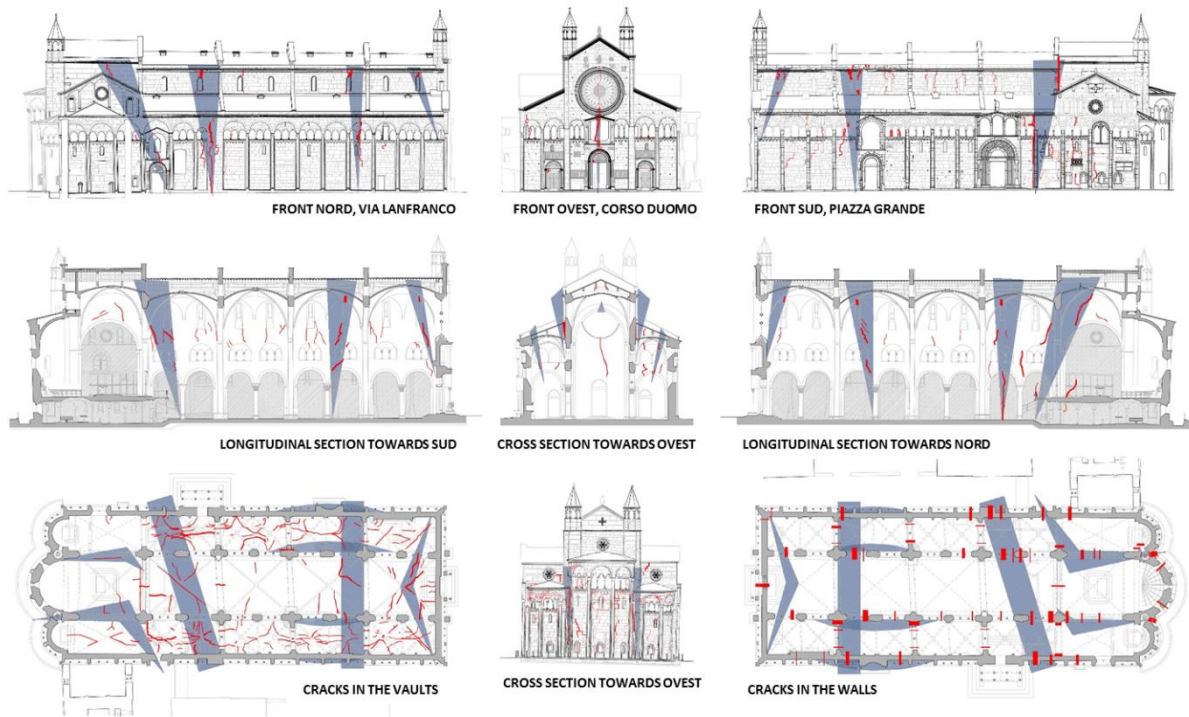 FRONT NORD, VIA LANFRANCO
FRONT OVEST, CORSO DUOMO
FRONT SUD, PIAZZA GRANDE
LONGITUDINAL SECTION TOWARDS SUD
CROSS SECTION TOWARDS OVEST
LONGITUDINAL SECTION TOWARDS NORD
CRACKS IN THE VAULTS
CROSS SECTION TOWARDS OVEST
CRACKS IN THE WALLS